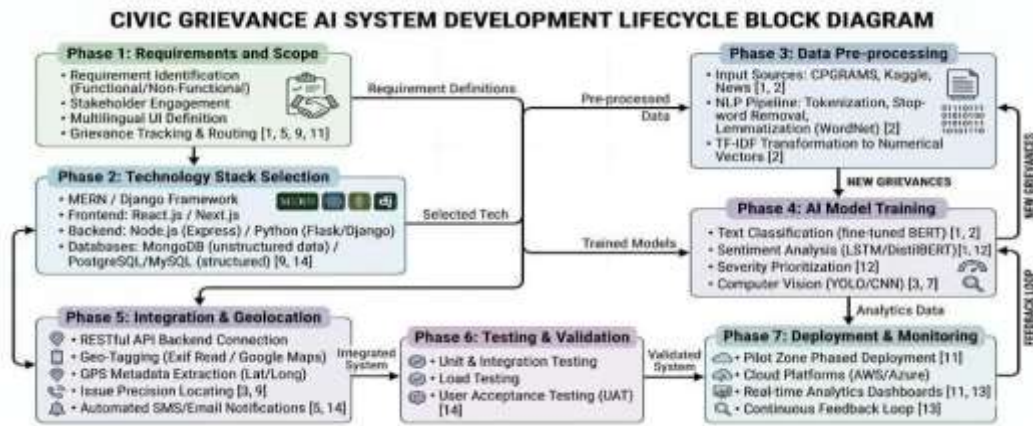 CIVIC GRIEVANCE AI SYSTEM DEVELOPMENT LIFECYCLE BLOCK DIAGRAM
Phase 1: Requirements and Scope
• Requirement Identification
(Functional/Non-Functional)
• Stakeholder Engagement
• Multilingual UI Definition
• Grievance Tracking & Routing [1, 5, 9, 11]
Requirement Definitions
Phase 2: Technology Stack Selection
• MERN / Django Framework
• Frontend: React.js / Next.js
• Backend: Node.js (Express) / Python (Flask/Django)
• Databases: MongoDB (unstructured data) /
PostgreSQL/MySQL (structured) [9, 14]
MERN
dj
Selected Tech
Pre-processed
Data
Phase 3: Data Pre-processing
• Input Sources: CPGRAMS, Kaggle,
News [1, 2]
• NLP Pipeline: Tokenization, Stop-
word Removal,
Lemmatization (WordNet) [2]
• TF-IDF Transformation to Numerical
Vectors [2]
NEW GRIEVANCES
NEW GRIEVANCES
Trained Models
Phase 4: AI Model Training
• Text Classification (fine-tuned BERT) [1, 2]
• Sentiment Analysis (LSTM/DistilBERT)[1, 12]
• Severity Prioritization [12]
• Computer Vision (YOLO/CNN) [3, 7]
Analytics Data
FEEDBACK LOOP
Phase 5: Integration & Geolocation
• RESTful API Backend Connection
• Geo-Tagging (Exif Read / Google Maps)
• GPS Metadata Extraction (Lat/Long)
• Issue Precision Locating [3, 9]
• Automated SMS/Email Notifications [5, 14]
Integrated
System
Phase 6: Testing & Validation
• Unit & Integration Testing
• Load Testing
• User Acceptance Testing (UAT)
[14]
Validated
System
Phase 7: Deployment & Monitoring
• Pilot Zone Phased Deployment [11]
• Cloud Platforms (AWS/Azure)
• Real-time Analytics Dashboards [11, 13]
• Continuous Feedback Loop [13]